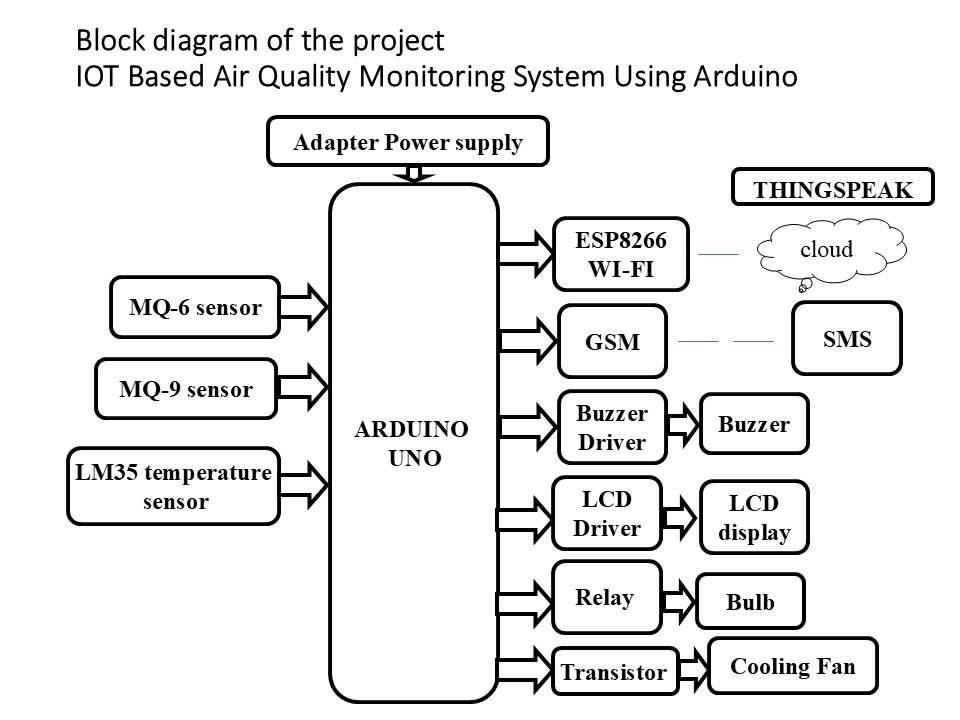 Block diagram of the project
IOT Based Air Quality Monitoring System Using Arduino
Adapter Power supply
THINGSPEAK
ESP8266
WI-FI
cloud
MQ-6 sensor
GSM
SMS
MQ-9 sensor
ARDUINO
UNO
Buzzer
Driver
Buzzer
LM35 temperature
sensor
LCD
Driver
LCD
display
Relay
Bulb
Transistor
Cooling Fan